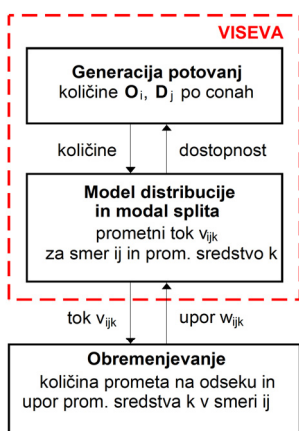 VISEVA
Generacija potovanj
količine Oi, Dj po conah
količine dostopnost
Model distribucije
in modal splita
prometni tok vijk
za smer ij in prom. sredstvo k
tok vijk upor wijk
Obremenjevanje
količina prometa na odseku in
upor prom. sredstva k v smeri ij